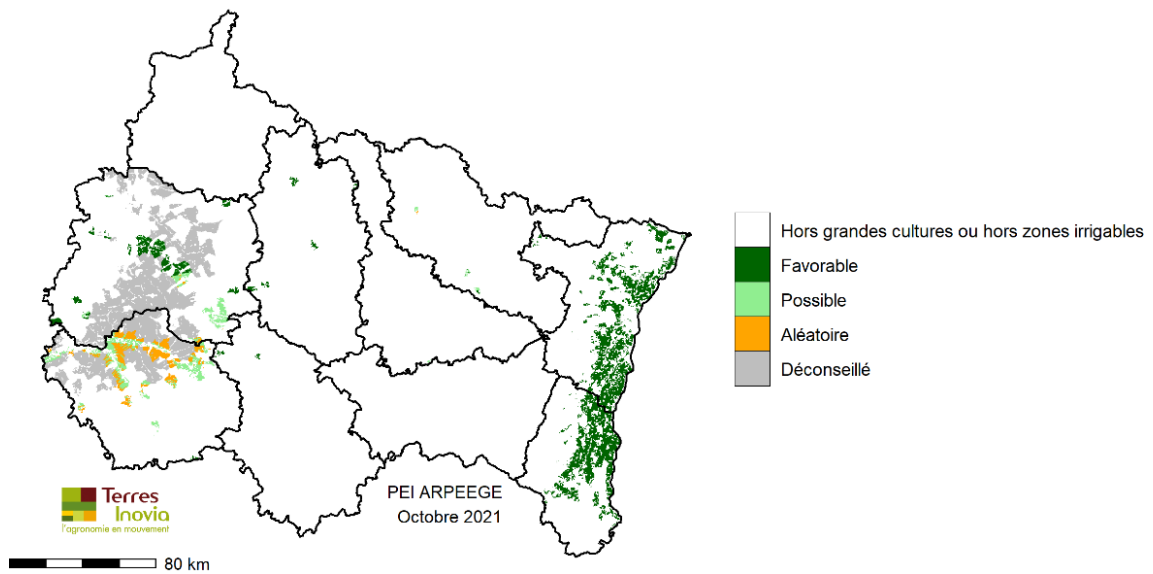 Hors grandes cultures ou hors zones irrigables
Favorable
Possible
Aléatoire
Déconseillé
PEI ARPEEGE
Octobre 2021
Terres
Inovia
l'agronomie en mouvement
80 km